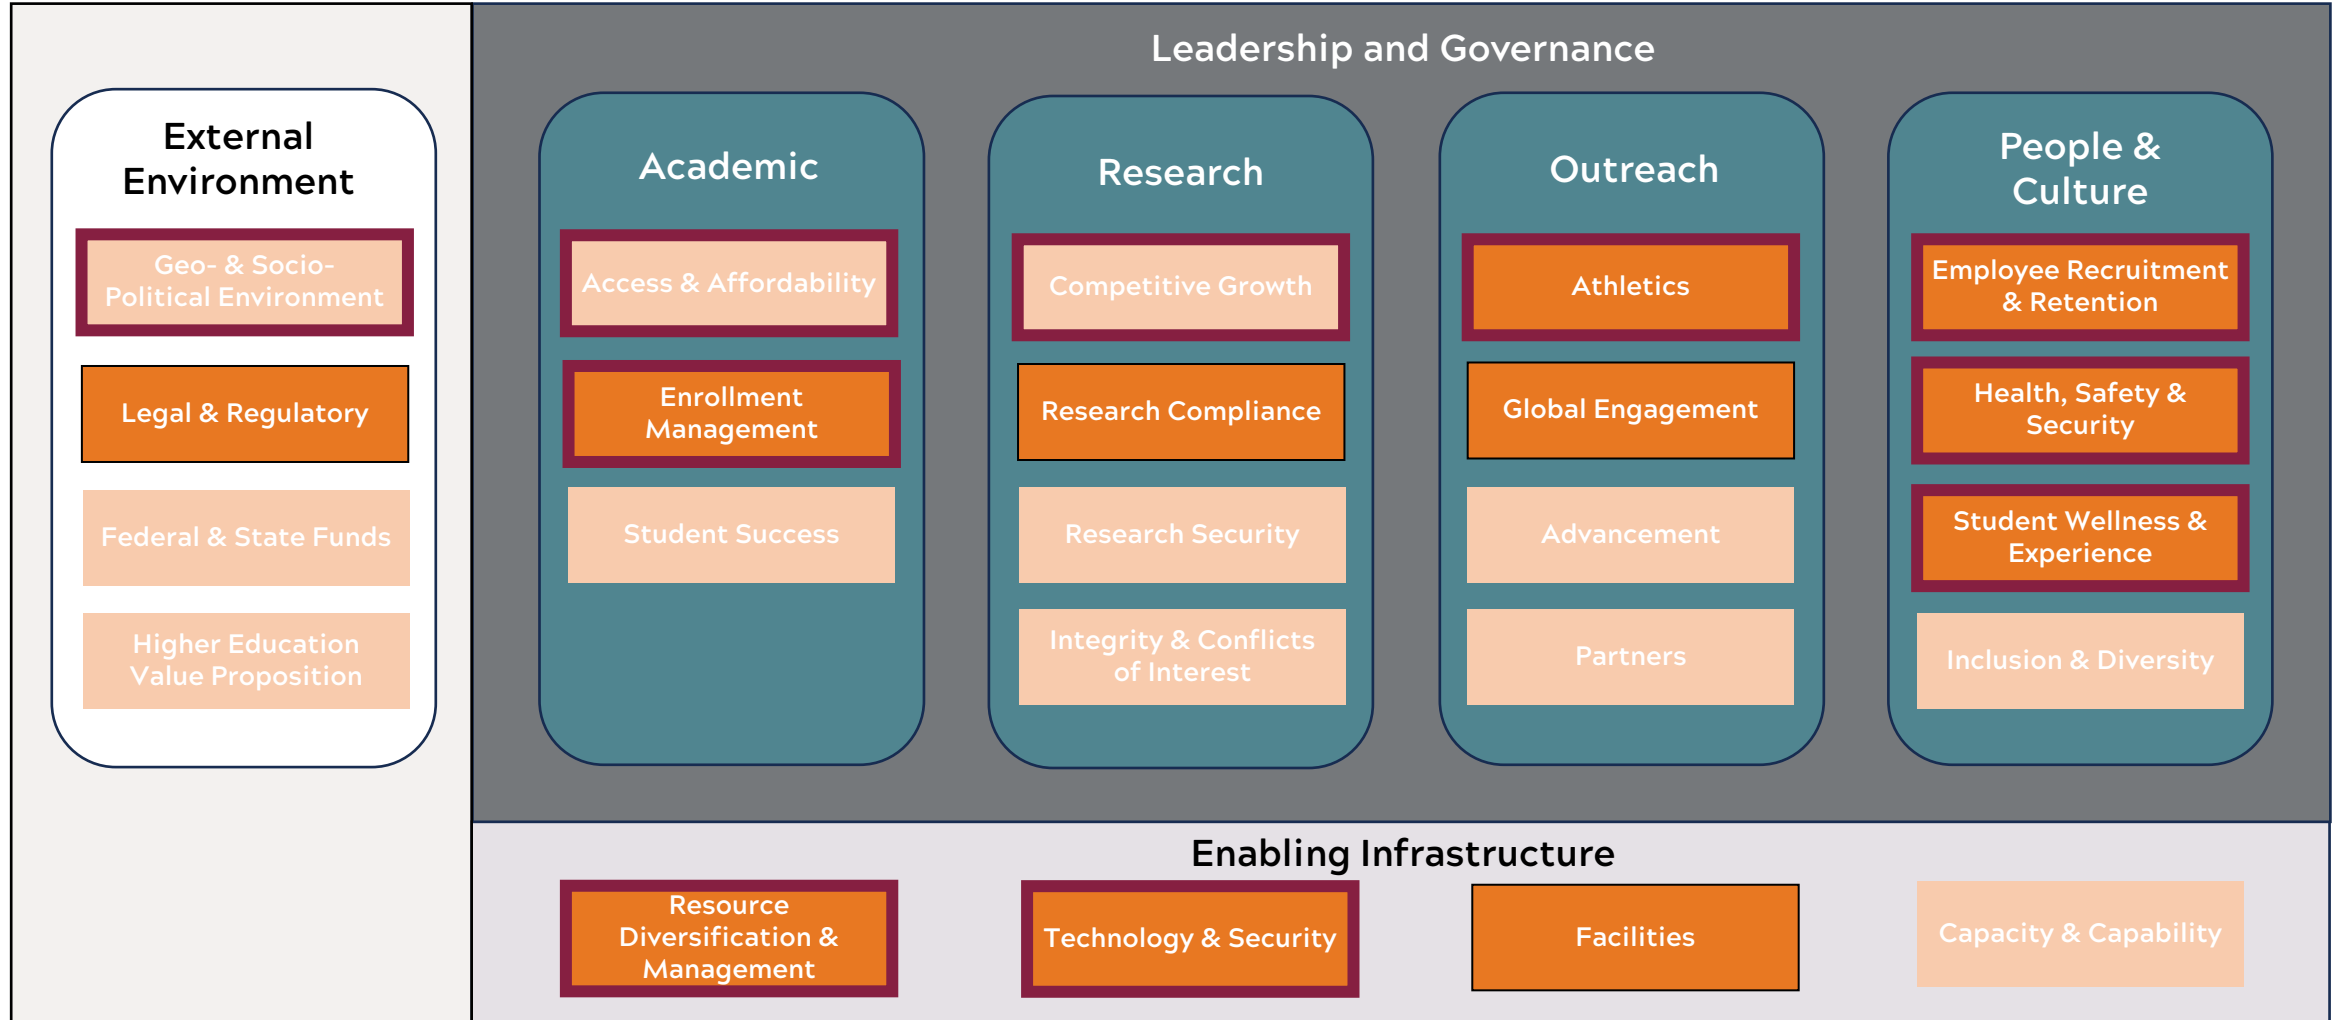 Leadership and Governance
External
Environment
Geo- & Socio-
Political Environment
Legal & Regulatory
Federal & State Funds
Higher Education
Value Proposition
Academic
Access & Affordability
Enrollment
Management
Student Success
Research
Competitive Growth
Research Compliance
Research Security
Integrity & Conflicts
of Interest
Outreach
Athletics
Global Engagement
Advancement
Partners
People &
Culture
Employee Recruitment
& Retention
Health, Safety &
Security
Student Wellness &
Experience
Inclusion & Diversity
Enabling Infrastructure
Resource
Diversification &
Management
Technology & Security
Facilities
Capacity & Capability